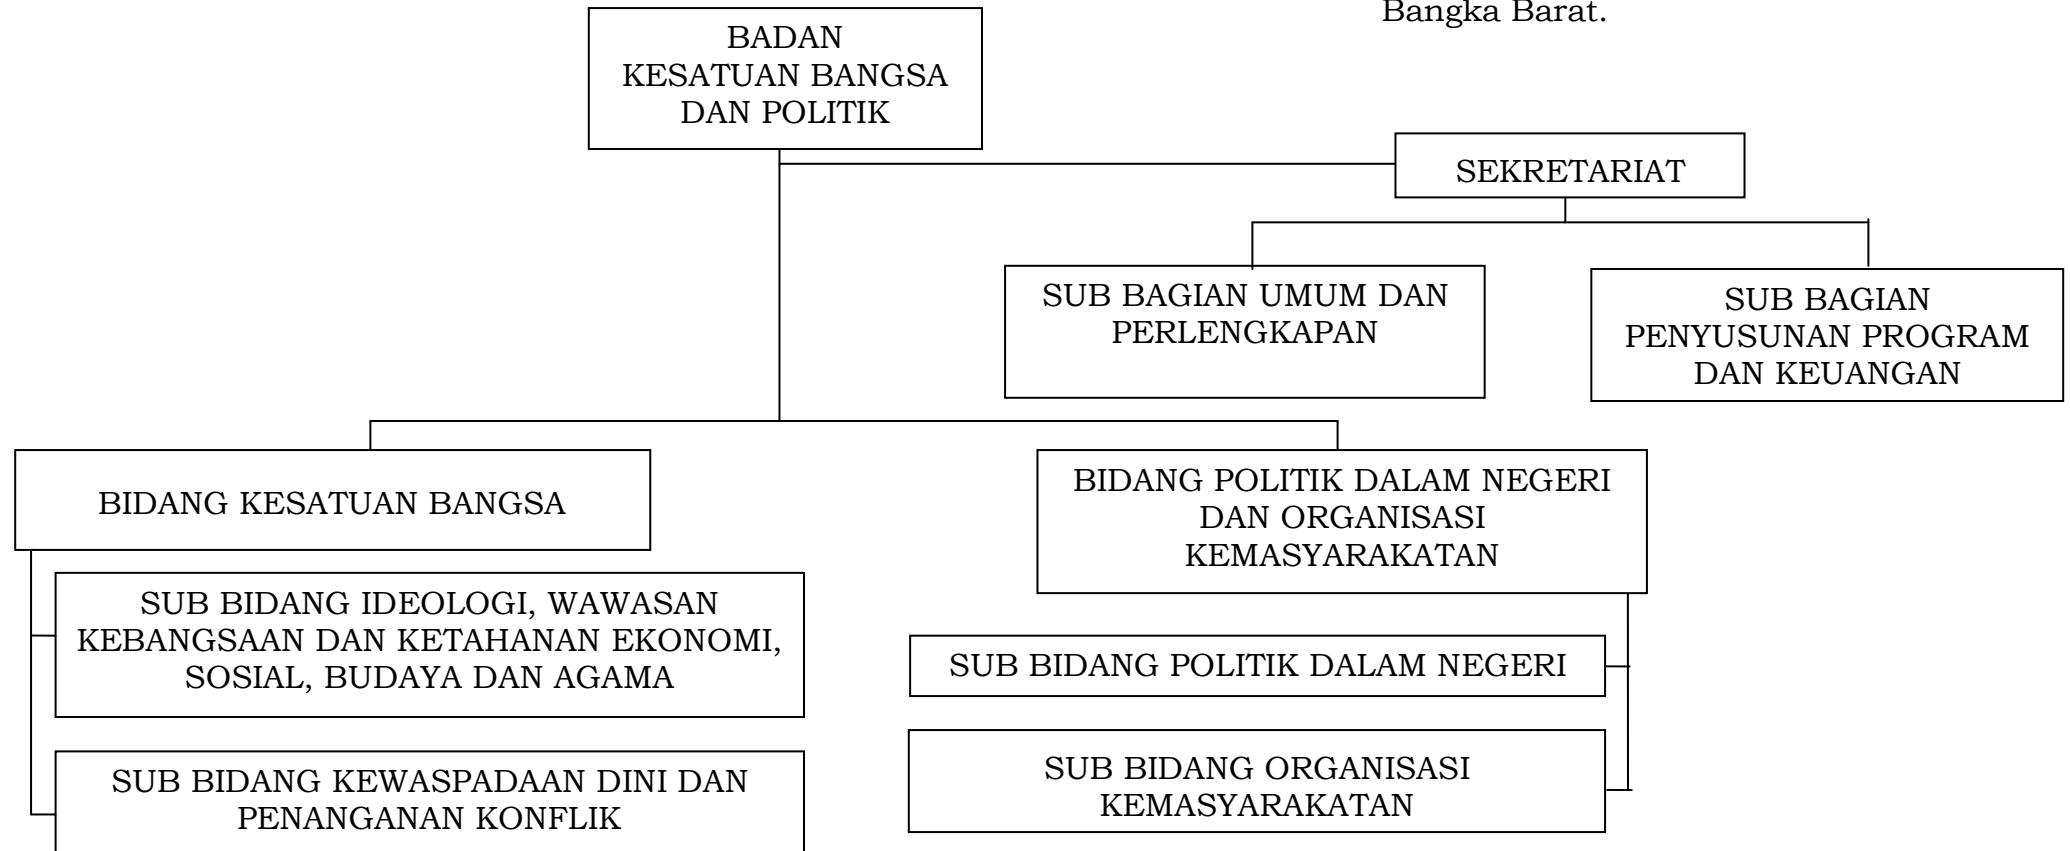 Bangka Barat.
BADAN
KESATUAN BANGSA
DAN POLITIK
SEKRETARIAT
SUB BAGIAN UMUM DAN
PERLENGKAPAN
SUB BAGIAN
PENYUSUNAN PROGRAM
DAN KEUANGAN
BIDANG KESATUAN BANGSA
BIDANG POLITIK DALAM NEGERI
DAN ORGANISASI
KEMASYARAKATAN
SUB BIDANG IDEOLOGI, WAWASAN
KEBANGSAAN DAN KETAHANAN EKONOMI,
SOSIAL, BUDAYA DAN AGAMA
SUB BIDANG POLITIK DALAM NEGERI
SUB BIDANG KEWASPADAAN DINI DAN
PENANGANAN KONFLIK
SUB BIDANG ORGANISASI
KEMASYARAKATAN